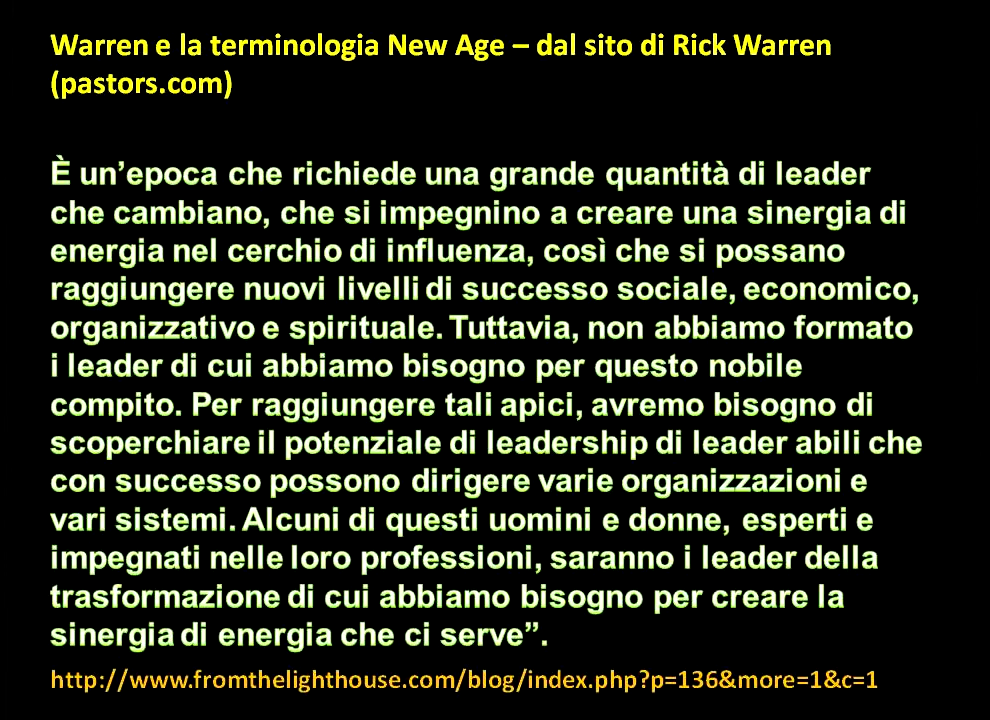 Warren e la terminologia New Age – dal sito di Rick Warren
(pastors.com)
È un’epoca che richiede una grande quantità di leader
che cambiano, che si impegnino a creare una sinergia di
energia nel cerchio di influenza, così che si possano
raggiungere nuovi livelli di successo sociale, economico,
organizzativo e spirituale. Tuttavia, non abbiamo formato
i leader di cui abbiamo bisogno per questo nobile
compito. Per raggiungere tali apici, avremo bisogno di
scoperchiare il potenziale di leadership di leader abili che
con successo possono dirigere varie organizzazioni e
vari sistemi. Alcuni di questi uomini e donne, esperti e
impegnati nelle loro professioni, saranno i leader della
trasformazione di cui abbiamo bisogno per creare la
sinergia di energia che ci serve”.
http://www.fromthelighthouse.com/blog/index.php?p=136&more=1&c=1